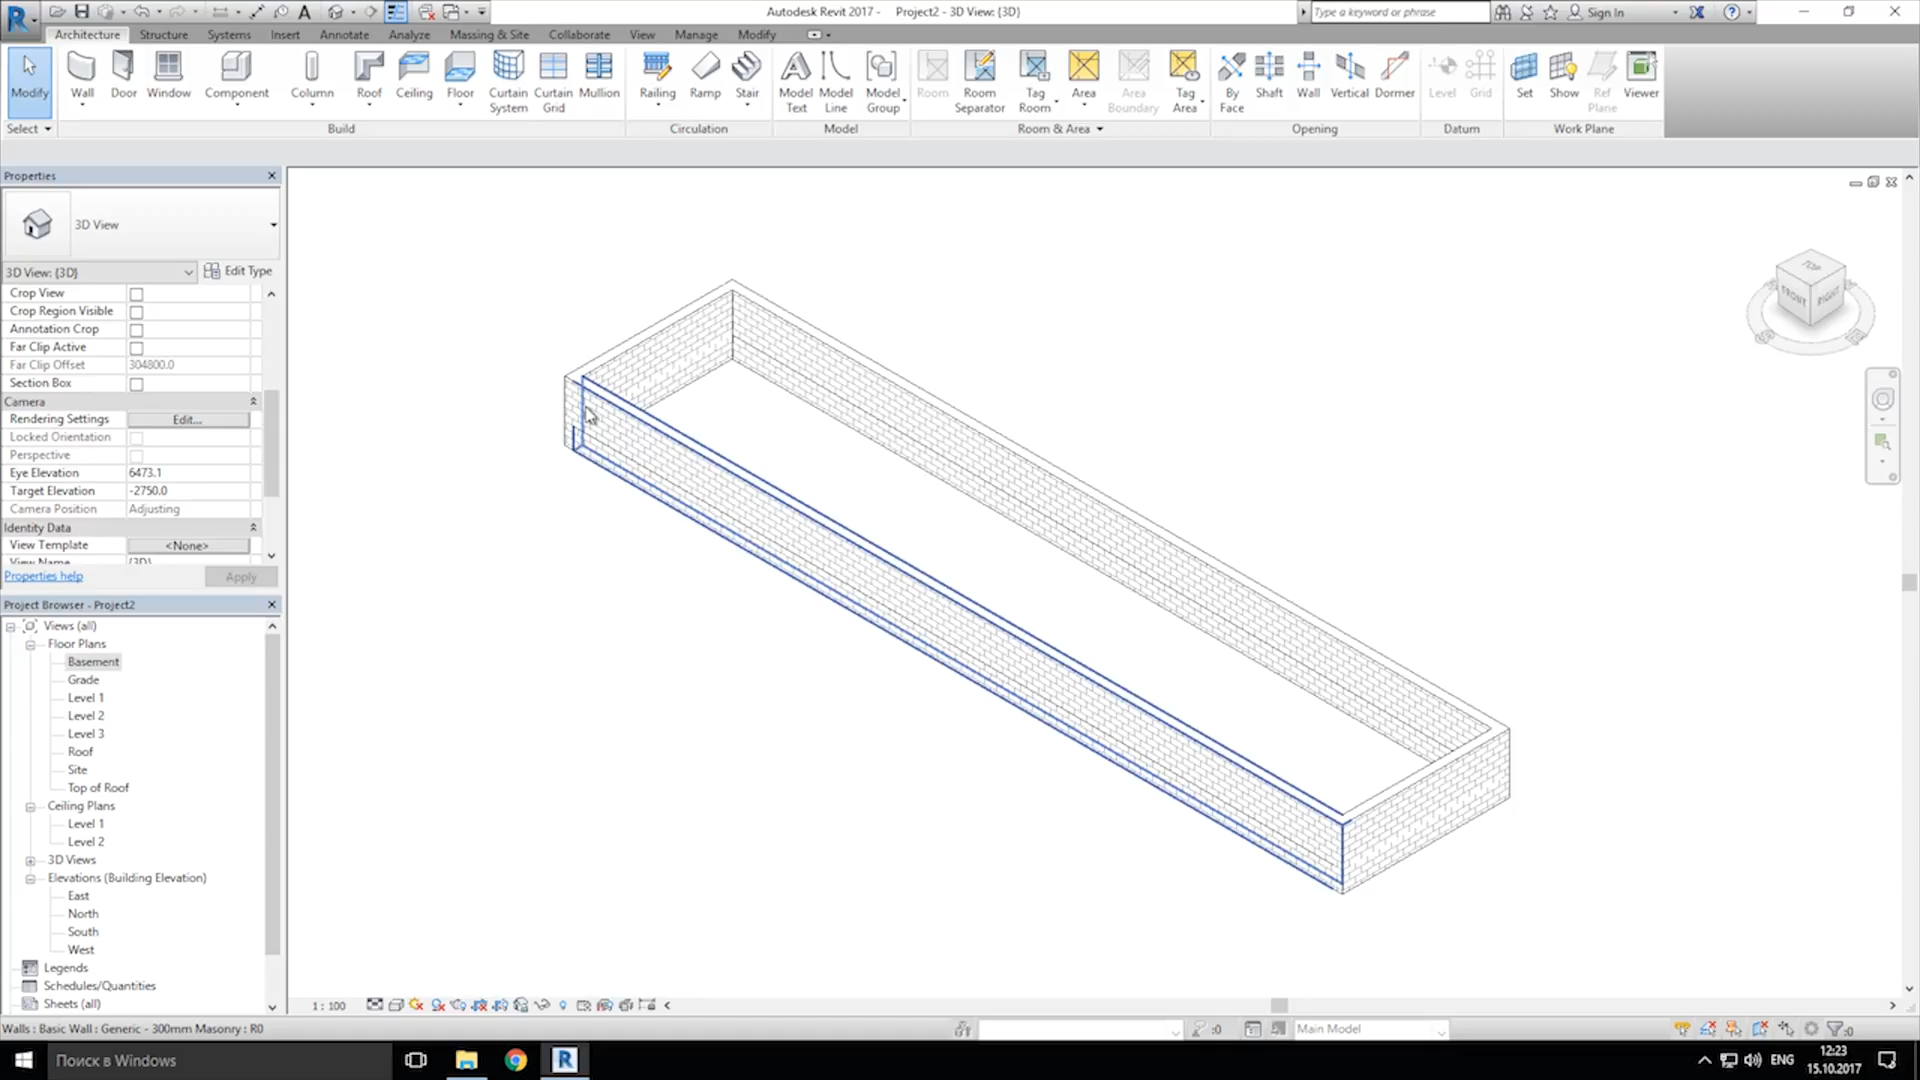 Autodesk Revit 2017 - Project2 - 3D View: {3D}
Type a keyword or phrase
Sign In
Architecture Structure Systems Insert Annotate Analyze Massing & Site Collaborate View Manage Modify
Modify Wall Door Window Component Column Roof Ceiling Floor Curtain System Curtain Grid Mullion Railing Ramp Stair Model Text Model Line Model Group Room Room Separator Tag Room Area Area Boundary Tag Area By Face Shaft Wall Vertical Dormer Level Grid Set Show Ref Plane Viewer
Select Build Circulation Model Room & Area Opening Datum Work Plane
Properties
3D View
3D View: {3D} Edit Type
Crop View
Crop Region Visible
Annotation Crop
Far Clip Active
Far Clip Offset 304800.0
Section Box
Camera
Rendering Settings Edit...
Locked Orientation
Perspective
Eye Elevation 6473.1
Target Elevation -2750.0
Camera Position Adjusting
Identity Data
View Template <None>
View Name {3D}
Properties help Apply
Project Browser - Project2
Views (all)
Floor Plans
Basement
Grade
Level 1
Level 2
Level 3
Roof
Site
Top of Roof
Ceiling Plans
Level 1
Level 2
3D Views
Elevations (Building Elevation)
East
North
South
West
Legends
Schedules/Quantities
Sheets (all)
TOP
FRONT RIGHT
1 : 100
Walls : Basic Wall : Generic - 300mm Masonry : R0
:0
Main Model
:0
Поиск в Windows
ENG
12:23
15.10.2017